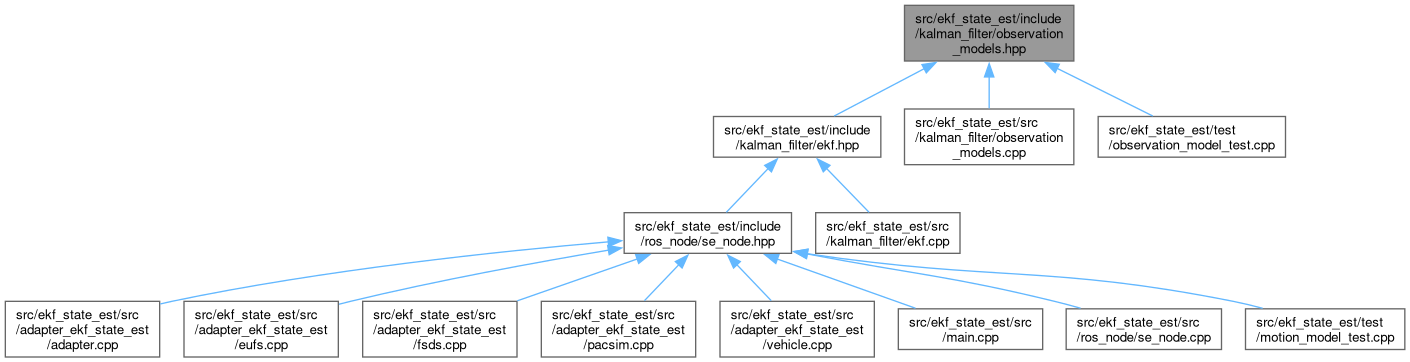 src/ekf_state_est/include
/kalman_filter/observation
_models.hpp
src/ekf_state_est/include
/kalman_filter/ekf.hpp
src/ekf_state_est/src
/kalman_filter/observation
_models.cpp
src/ekf_state_est/test
/observation_model_test.cpp
src/ekf_state_est/include
/ros_node/se_node.hpp
src/ekf_state_est/src
/kalman_filter/ekf.cpp
src/ekf_state_est/src
/adapter_ekf_state_est
/adapter.cpp
src/ekf_state_est/src
/adapter_ekf_state_est
/eufs.cpp
src/ekf_state_est/src
/adapter_ekf_state_est
/fsds.cpp
src/ekf_state_est/src
/adapter_ekf_state_est
/pacsim.cpp
src/ekf_state_est/src
/adapter_ekf_state_est
/vehicle.cpp
src/ekf_state_est/src
/main.cpp
src/ekf_state_est/src
/ros_node/se_node.cpp
src/ekf_state_est/test
/motion_model_test.cpp